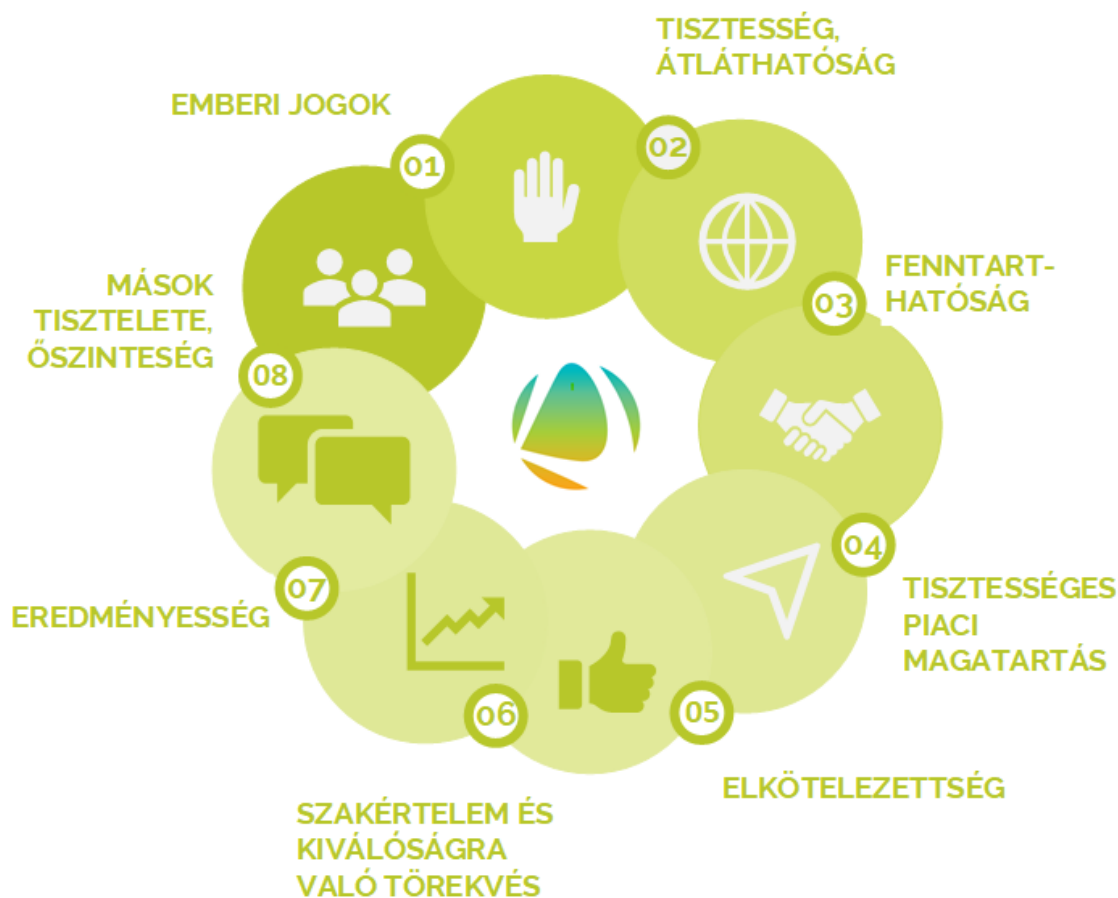 EMBERI JOGOK
01
TISZTESSÉG,
ÁTLÁTHATÓSÁG
02
FENNTART-
HATÓSÁG
03
TISZTESSÉGES
PIACI
MAGATARTÁS
04
ELKÖTELEZETTSÉG
05
SZAKÉRTELEM ÉS
KIVÁLÓSÁGRA
VALÓ TÖREKVÉS
06
EREDMÉNYESSÉG
07
MÁSOK
TISZTELETE,
ŐSZINTESÉG
08